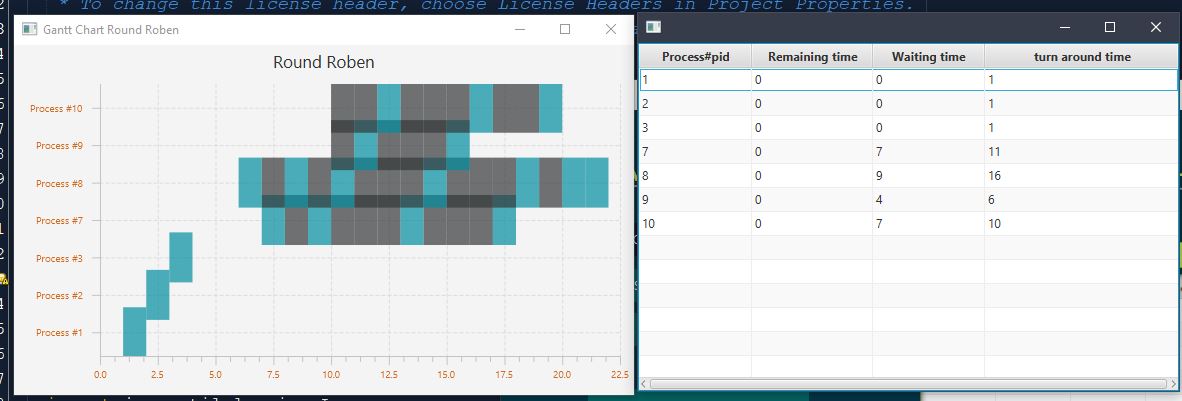 * To change this license header, choose License Headers in Project Properties.
Gantt Chart Round Roben
Round Roben
Process #10
Process #9
Process #8
Process #7
Process #3
Process #2
Process #1
0.0 2.5 5.0 7.5 10.0 12.5 15.0 17.5 20.0 22.5
Process#pid Remaining time Waiting time turn around time
1 0 0 1
2 0 0 1
3 0 0 1
7 0 7 11
8 0 9 16
9 0 4 6
10 0 7 10